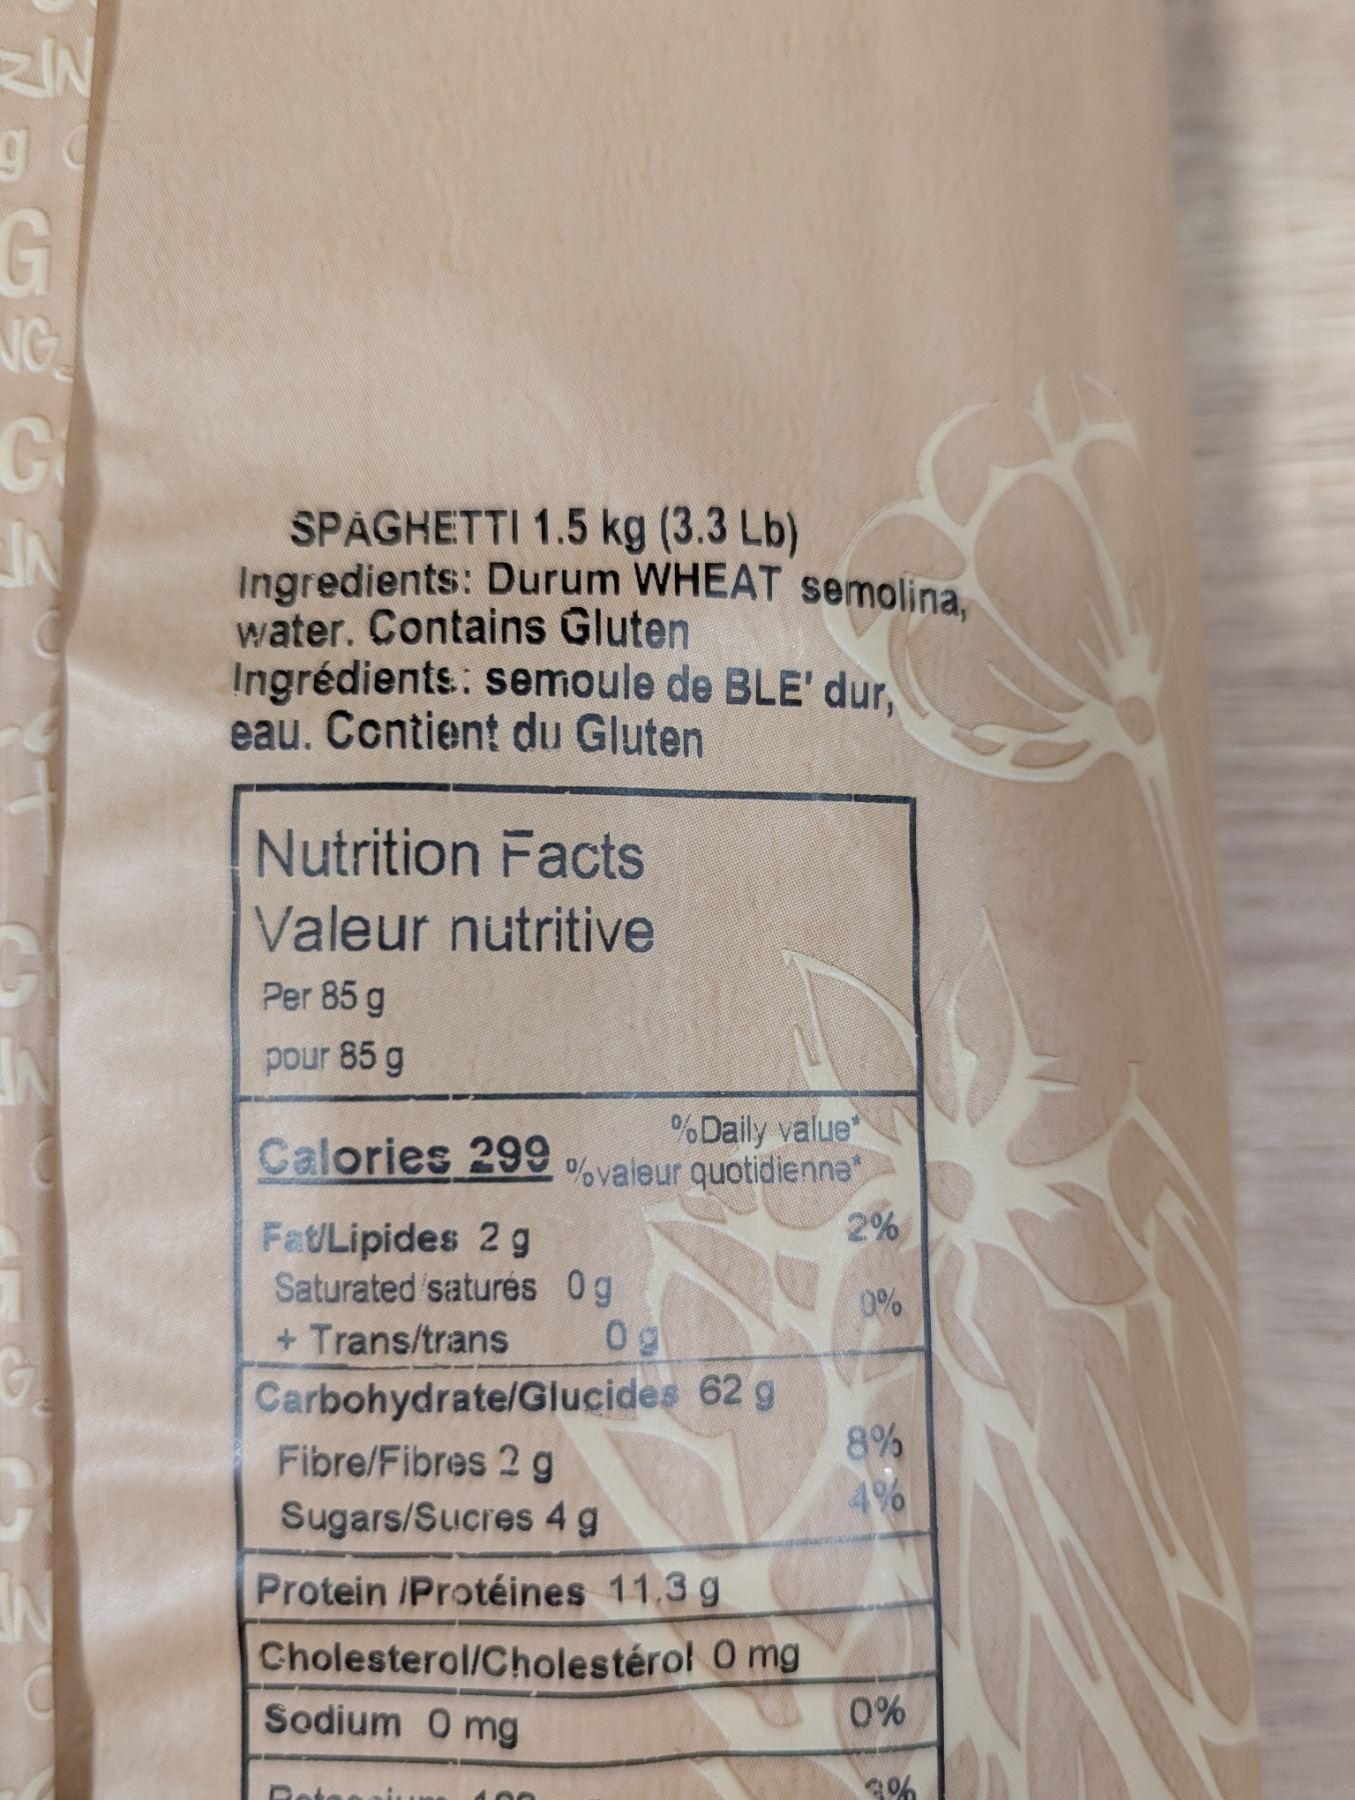 SPAGHETTI 1.5 kg (3.3 Lb)
Ingredients: Durum WHEAT semolina,
water. Contains Gluten
Ingrédients: semoule de BLE' dur,
eau. Contient du Gluten
Nutrition Facts
Valeur nutritive
Per 85 g
pour 85 g
Calories 299 %Daily value*
%valeur quotidienne*
Fat/Lipides 2 g 2%
Saturated/saturés 0 g 0%
+ Trans/trans 0 g
Carbohydrate/Glucides 62 g
Fibre/Fibres 2 g 8%
Sugars/Sucres 4 g 4%
Protein /Protéines 11.3 g
Cholesterol/Cholestérol 0 mg
Sodium 0 mg 0%
3%